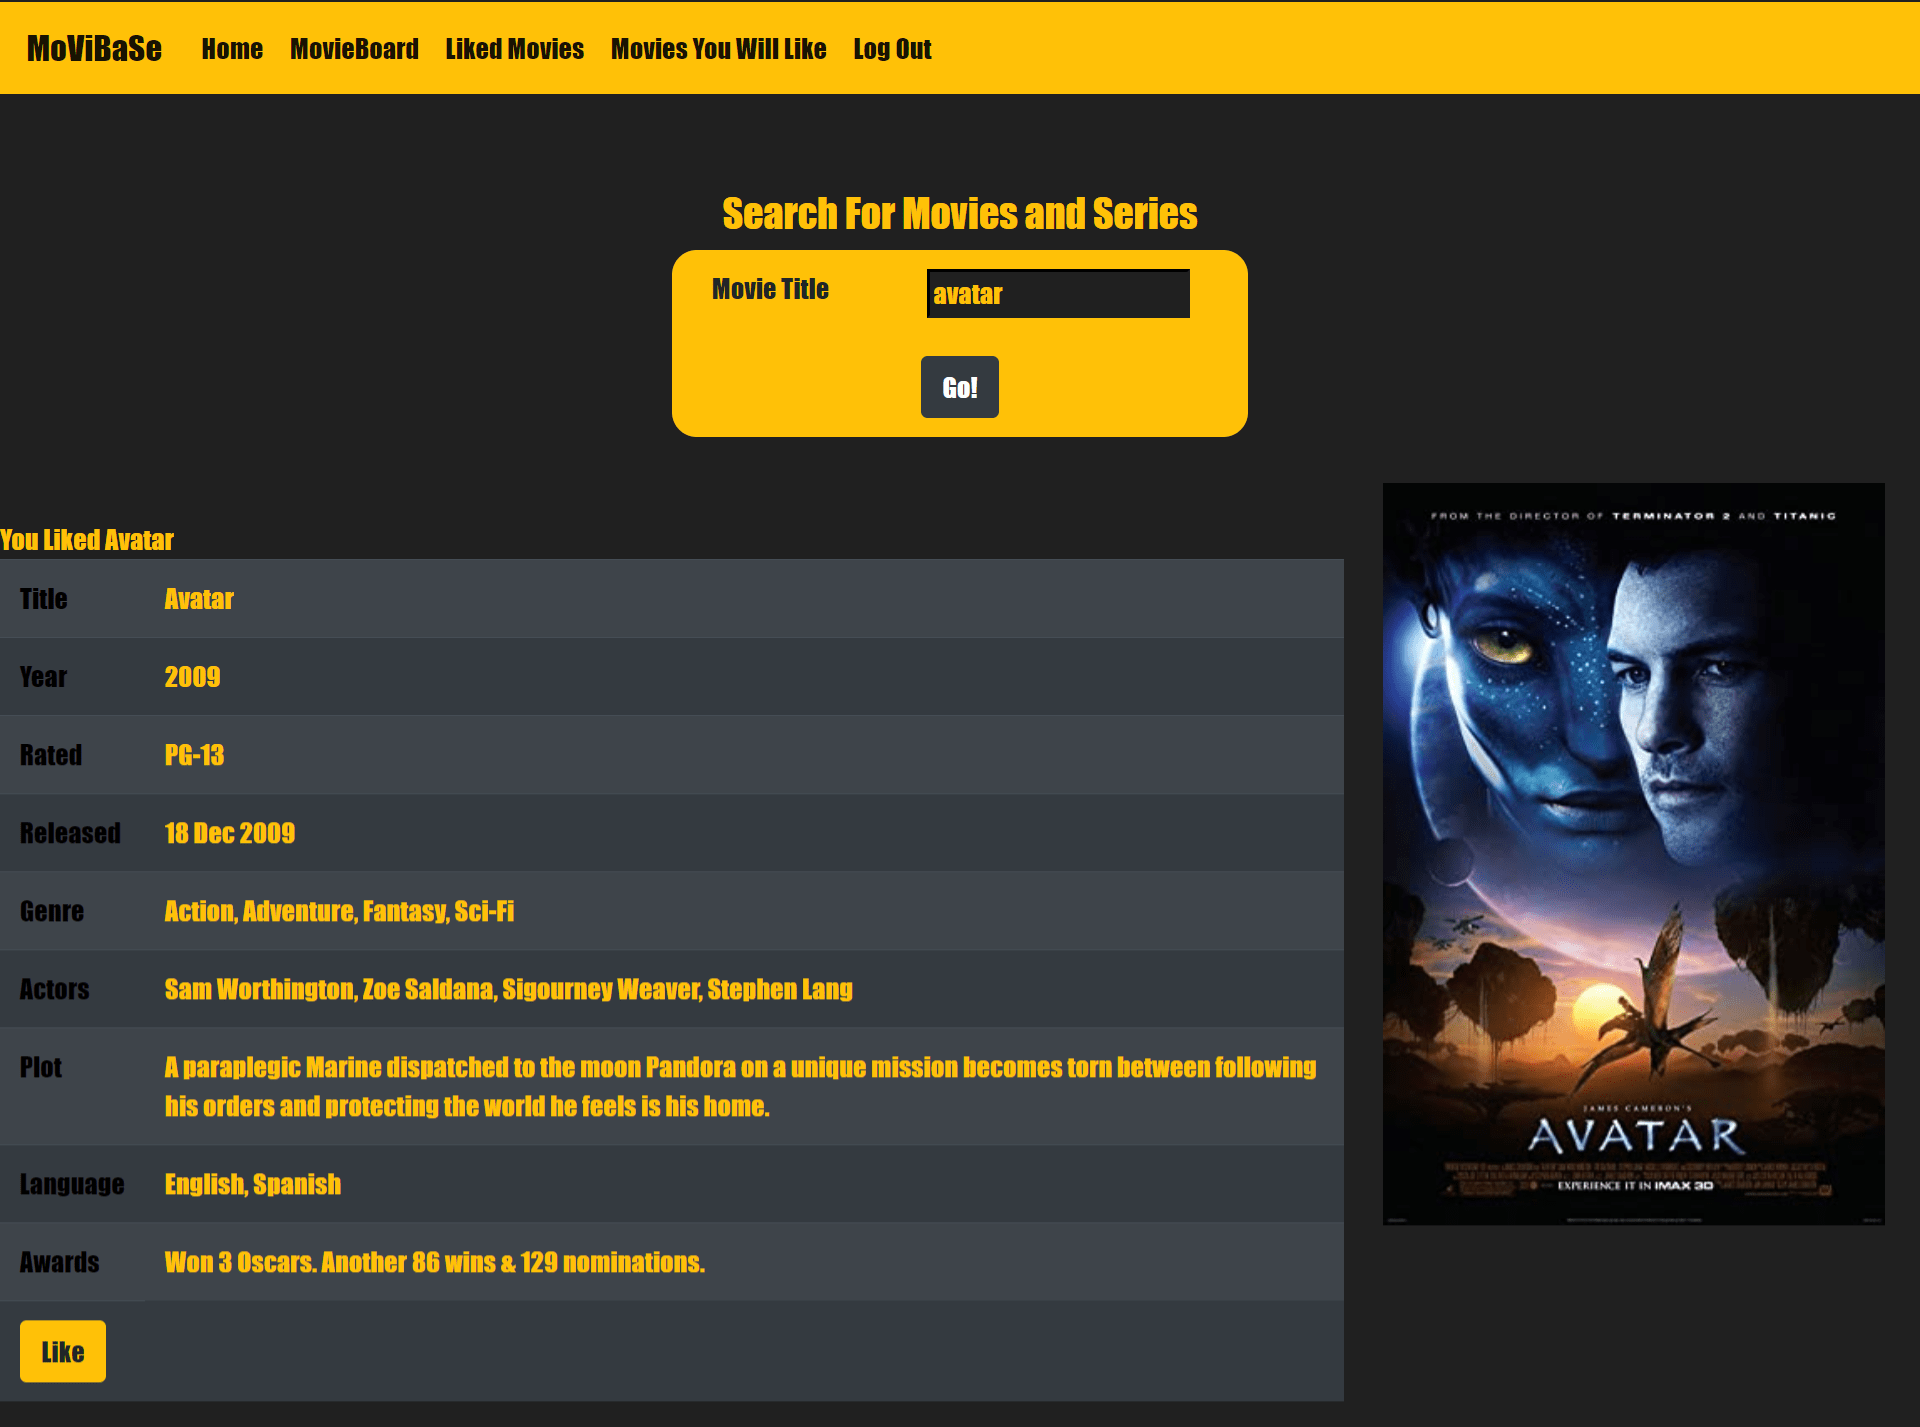 MoViBaSe Home MovieBoard Liked Movies Movies You Will Like Log Out
Search For Movies and Series
Movie Title avatar
Go!
You Liked Avatar
Title Avatar
Year 2009
Rated PG-13
Released 18 Dec 2009
Genre Action, Adventure, Fantasy, Sci-Fi
Actors Sam Worthington, Zoe Saldana, Sigourney Weaver, Stephen Lang
Plot A paraplegic Marine dispatched to the moon Pandora on a unique mission becomes torn between following
his orders and protecting the world he feels is his home.
Language English, Spanish
Awards Won 3 Oscars. Another 86 wins & 129 nominations.
Like
FROM THE DIRECTOR OF TERMINATOR 2 AND TITANIC
JAMES CAMERON'S
AVATAR
EXPERIENCE IT IN IMAX 3D